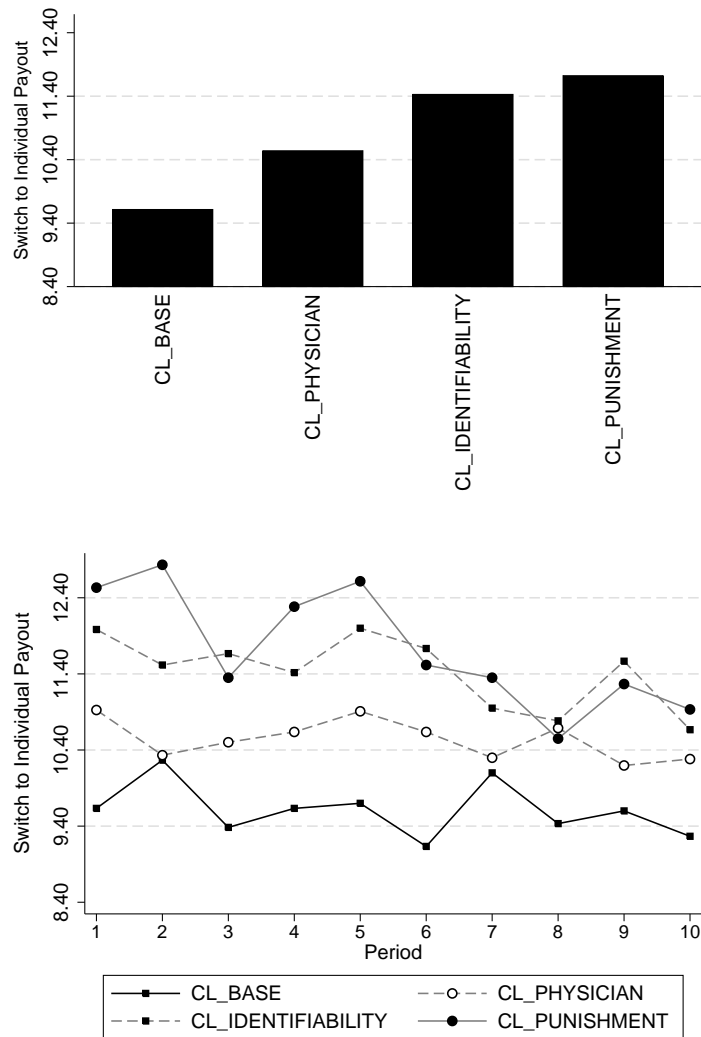 Switch to Individual Payout
12.40
11.40
10.40
9.40
8.40
CL_BASE
CL_PHYSICIAN
CL_IDENTIFIABILITY
CL_PUNISHMENT
Switch to Individual Payout
12.40
11.40
10.40
9.40
8.40
1 2 3 4 5 6 7 8 9 10
Period
CL_BASE CL_PHYSICIAN
CL_IDENTIFIABILITY CL_PUNISHMENT